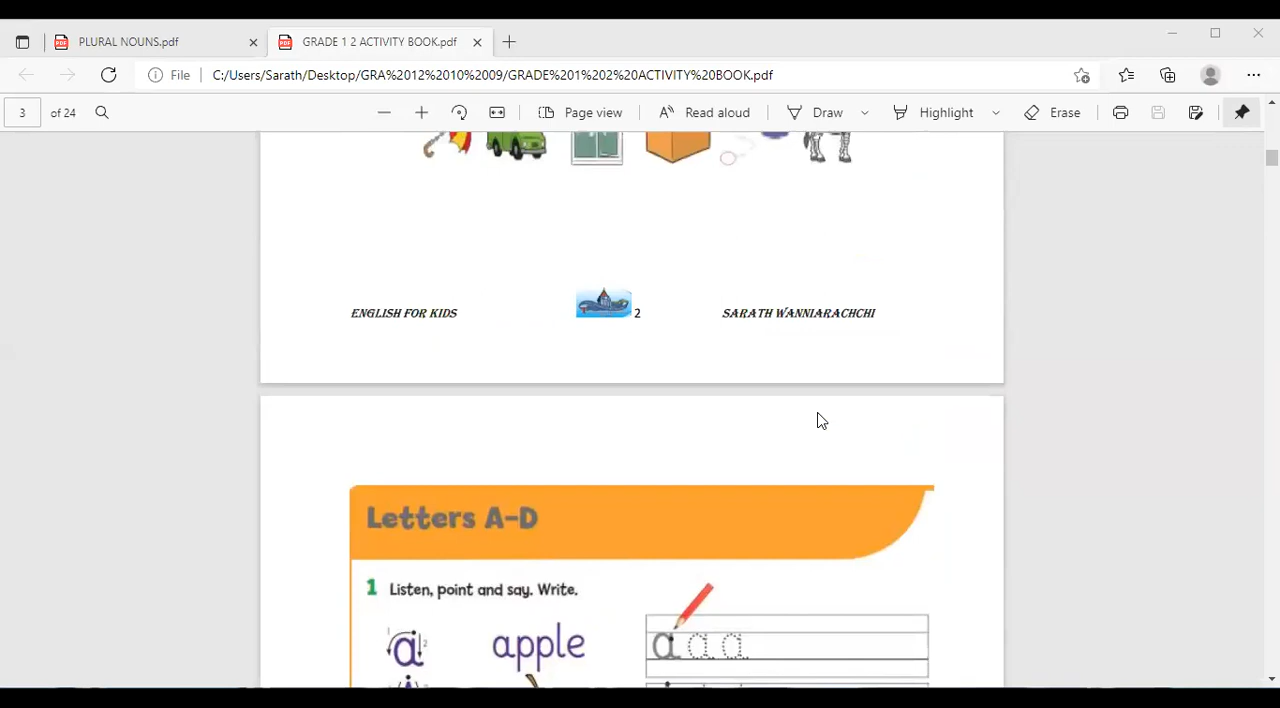 PLURAL NOUNS.pdf
GRADE 1 2 ACTIVITY BOOK.pdf
File C:/Users/Sarath/Desktop/GRA%2012%2010%2009/GRADE%201%202%20ACTIVITY%20BOOK.pdf
3 of 24 Page view Read aloud Draw Highlight Erase
ENGLISH FOR KIDS 2 SARATH WANNIARACHCHI
Letters A-D
1 Listen, point and say. Write.
a apple a a a